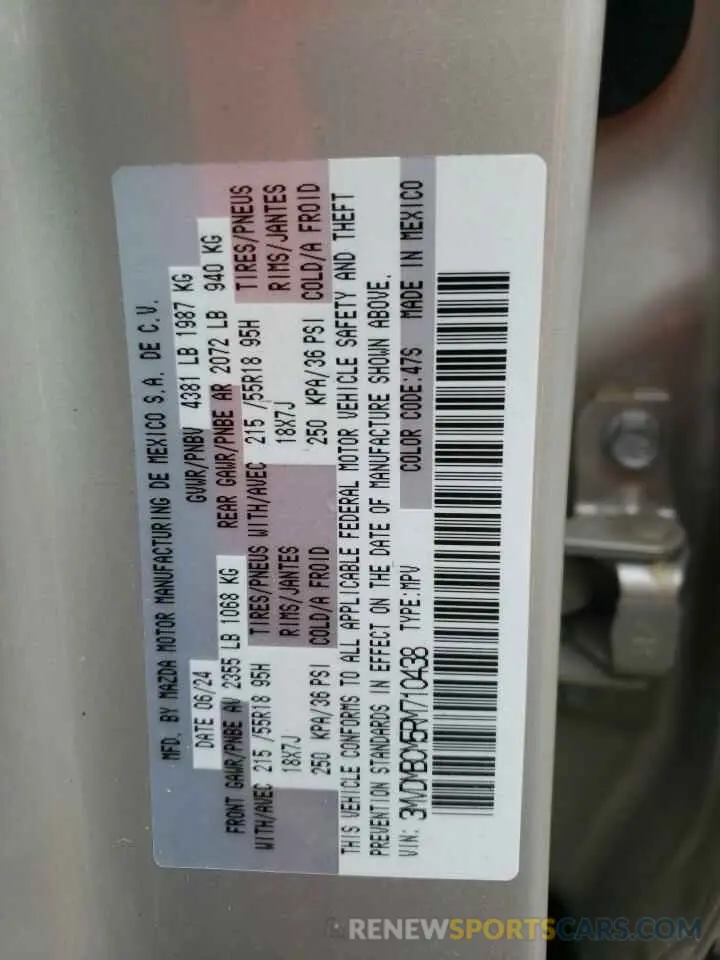 MFD. BY MAZDA MOTOR MANUFACTURING DE MEXICO S.A. DE C.V.
DATE 06/24 GVWR/PNBV 4381 LB 1987 KG
FRONT GAWR/PNBE AV 2355 LB 1068 KG REAR GAWR/PNBE AR 2072 LB 940 KG
WITH/AVEC 215 /55R18 95H TIRES/PNEUS WITH/AVEC 215 /55R18 95H TIRES/PNEUS
18X7J RIMS/JANTES 18X7J RIMS/JANTES
250 KPA/36 PSI COLD/A FROID 250 KPA/36 PSI COLD/A FROID
THIS VEHICLE CONFORMS TO ALL APPLICABLE FEDERAL MOTOR VEHICLE SAFETY AND THEFT
PREVENTION STANDARDS IN EFFECT ON THE DATE OF MANUFACTURE SHOWN ABOVE.
VIN: 3MVDMBCM5RM710438 TYPE:MPV COLOR CODE:47S MADE IN MEXICO
RENEWSPORTSCARS.COM